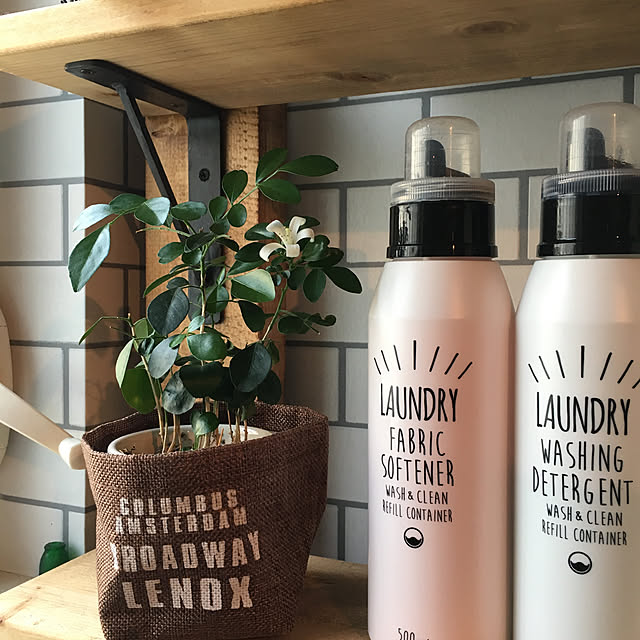 COLUMBUS
AMSTERDAM
BROADWAY
LENOX
LAUNDRY
FABRIC
SOFTENER
WASH & CLEAN
REFILL CONTAINER
LAUNDRY
WASHING
DETERGENT
WASH & CLEAN
REFILL CONTAINER